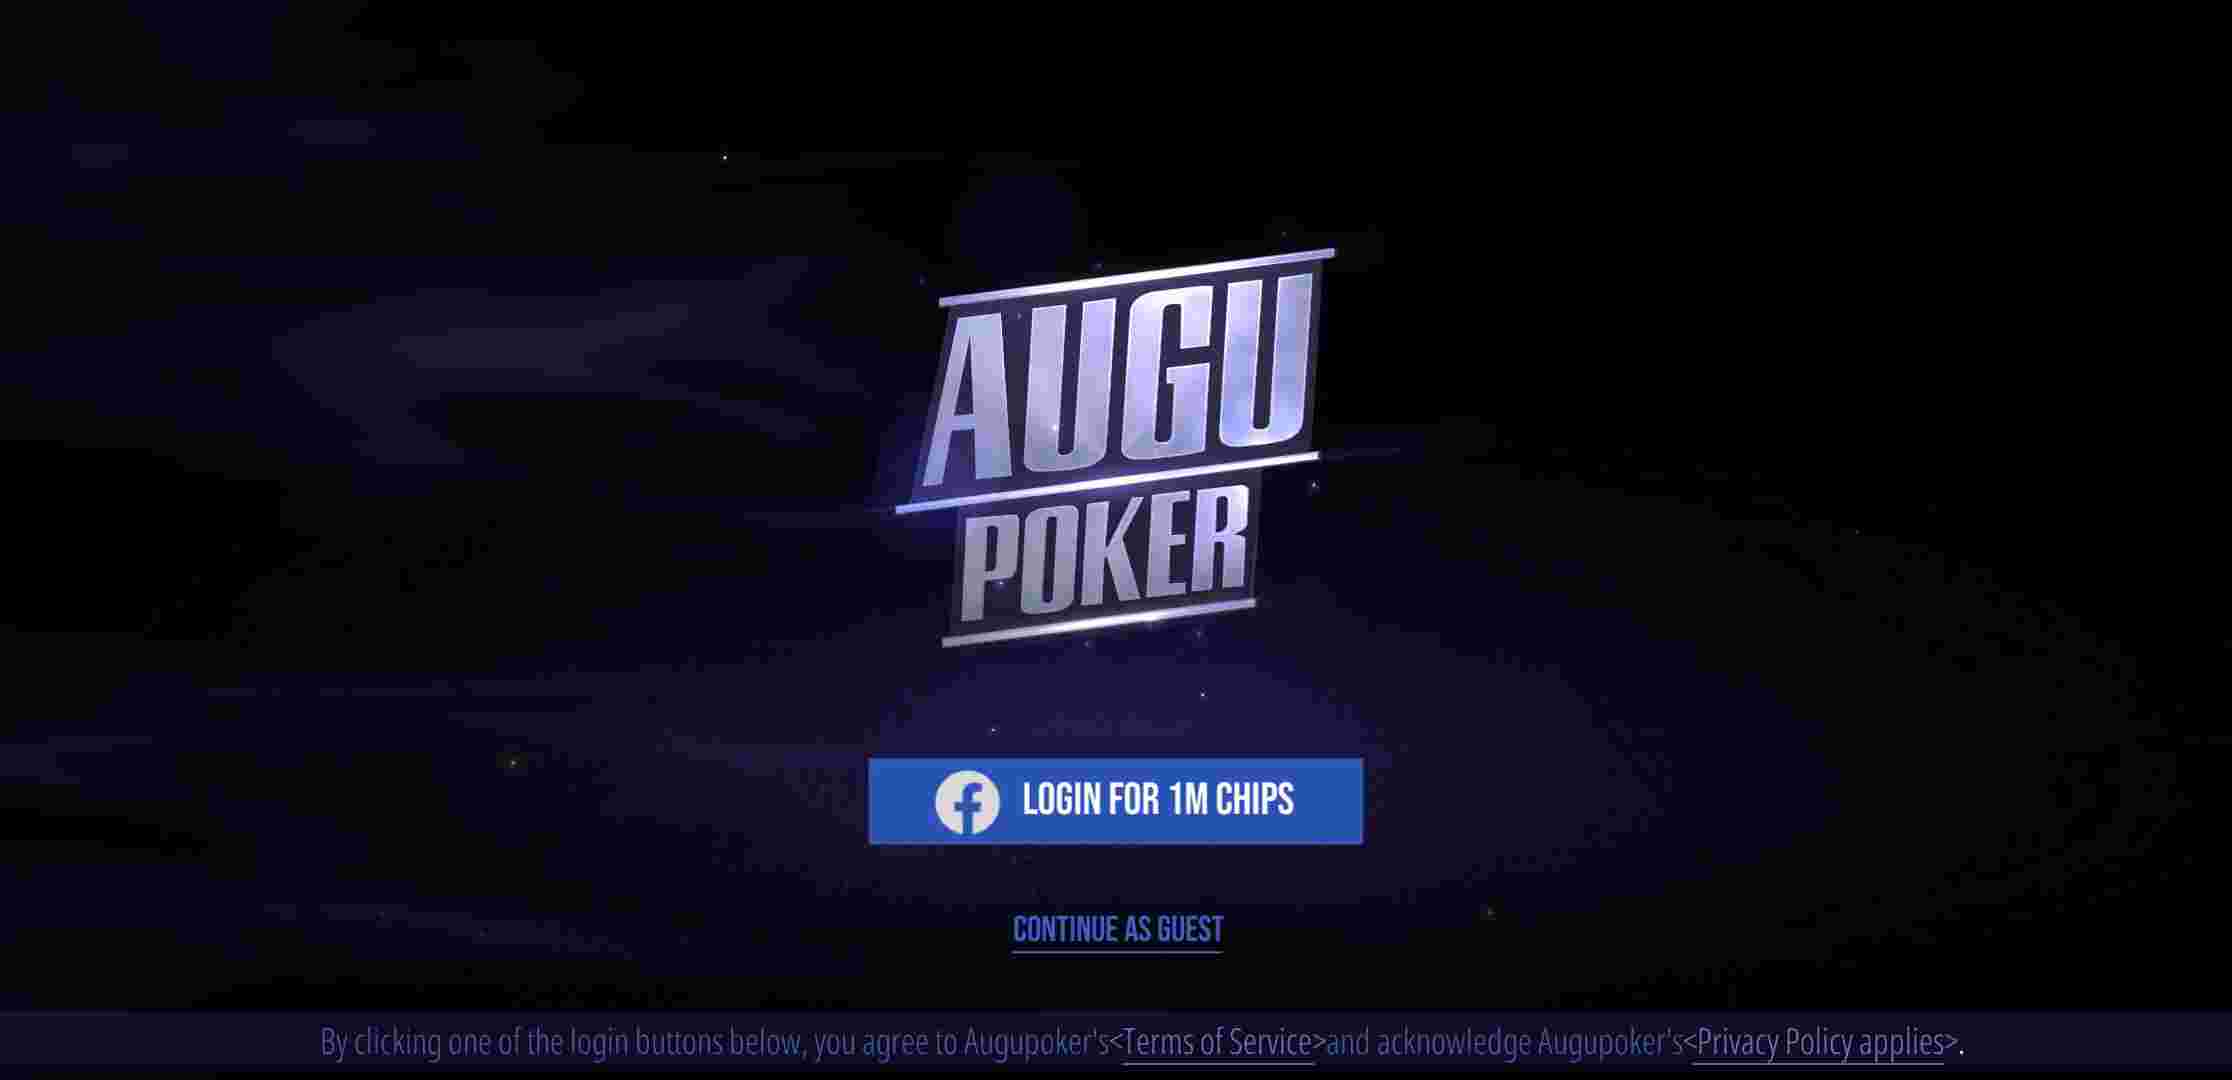 AUGU
POKER
LOGIN FOR 1M CHIPS
CONTINUE AS GUEST
By clicking one of the login buttons below, you agree to Augupoker's<Terms of Service>and acknowledge Augupoker's<Privacy Policy applies>.